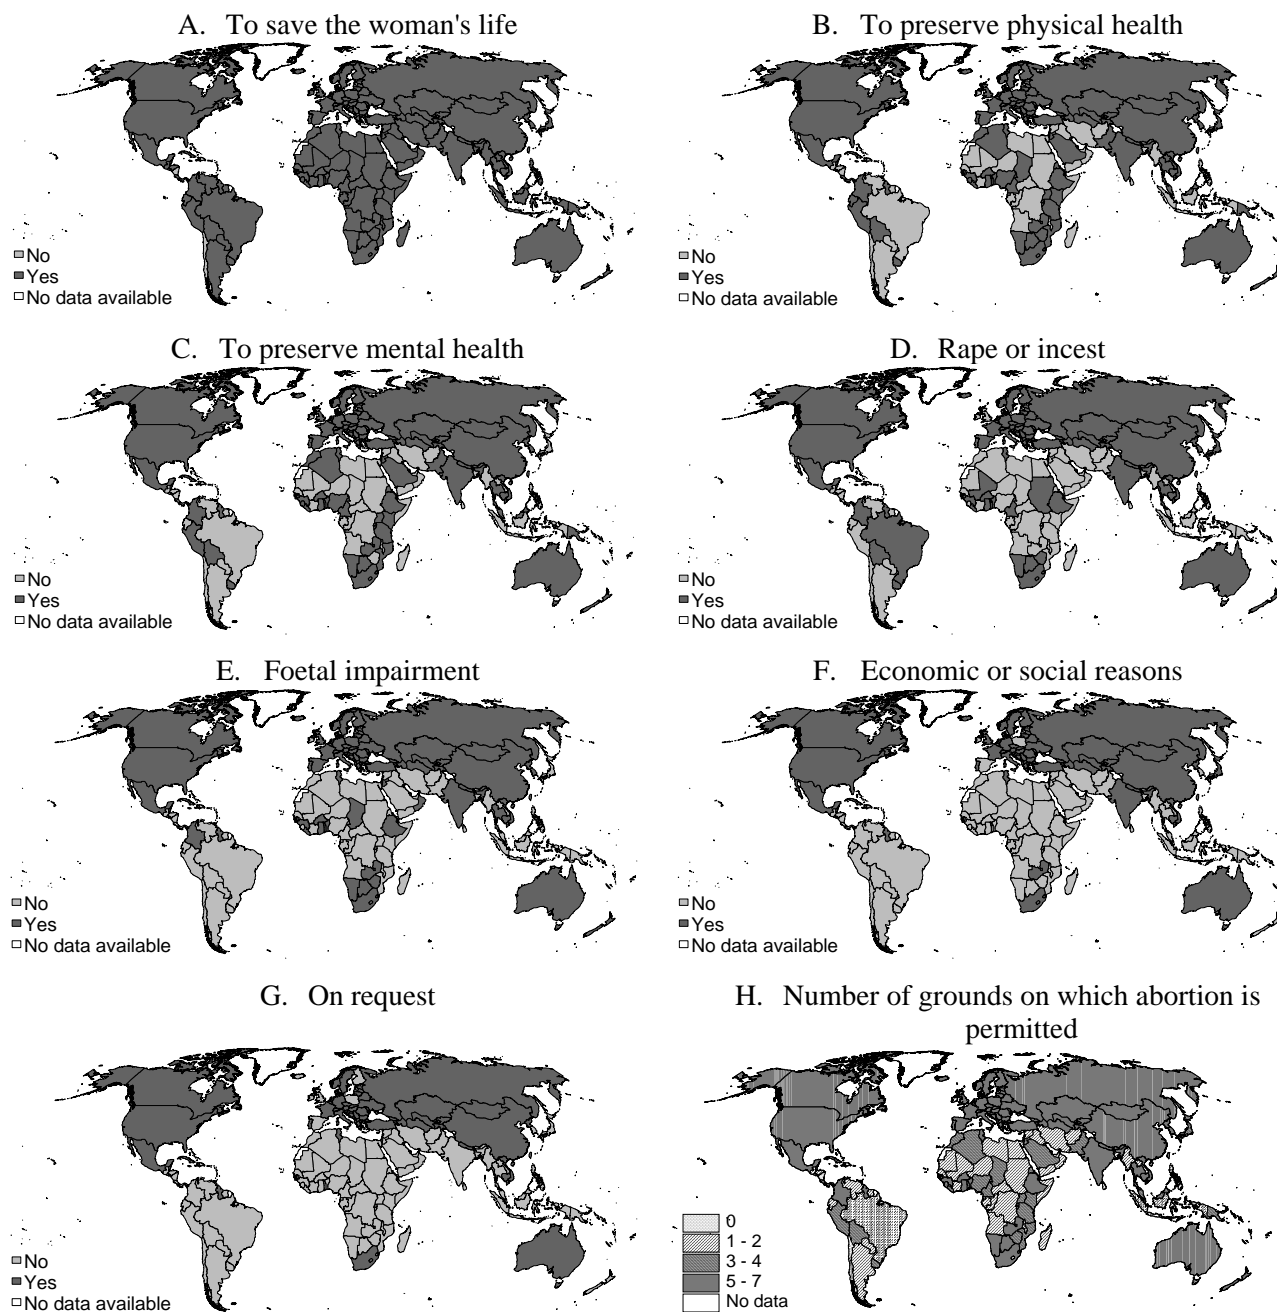 A. To save the woman's life
B. To preserve physical health
No
Yes
No data available
No
Yes
No data available
C. To preserve mental health
D. Rape or incest
No
Yes
No data available
No
Yes
No data available
E. Foetal impairment
F. Economic or social reasons
No
Yes
No data available
No
Yes
No data available
G. On request
H. Number of grounds on which abortion is
permitted
No
Yes
No data available
0
1 - 2
3 - 4
5 - 7
No data